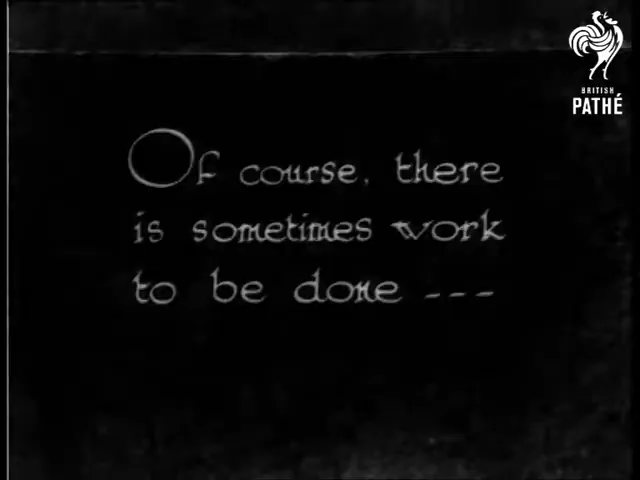 BRITISH
PATHÉ
Of course, there
is sometimes work
to be done ---